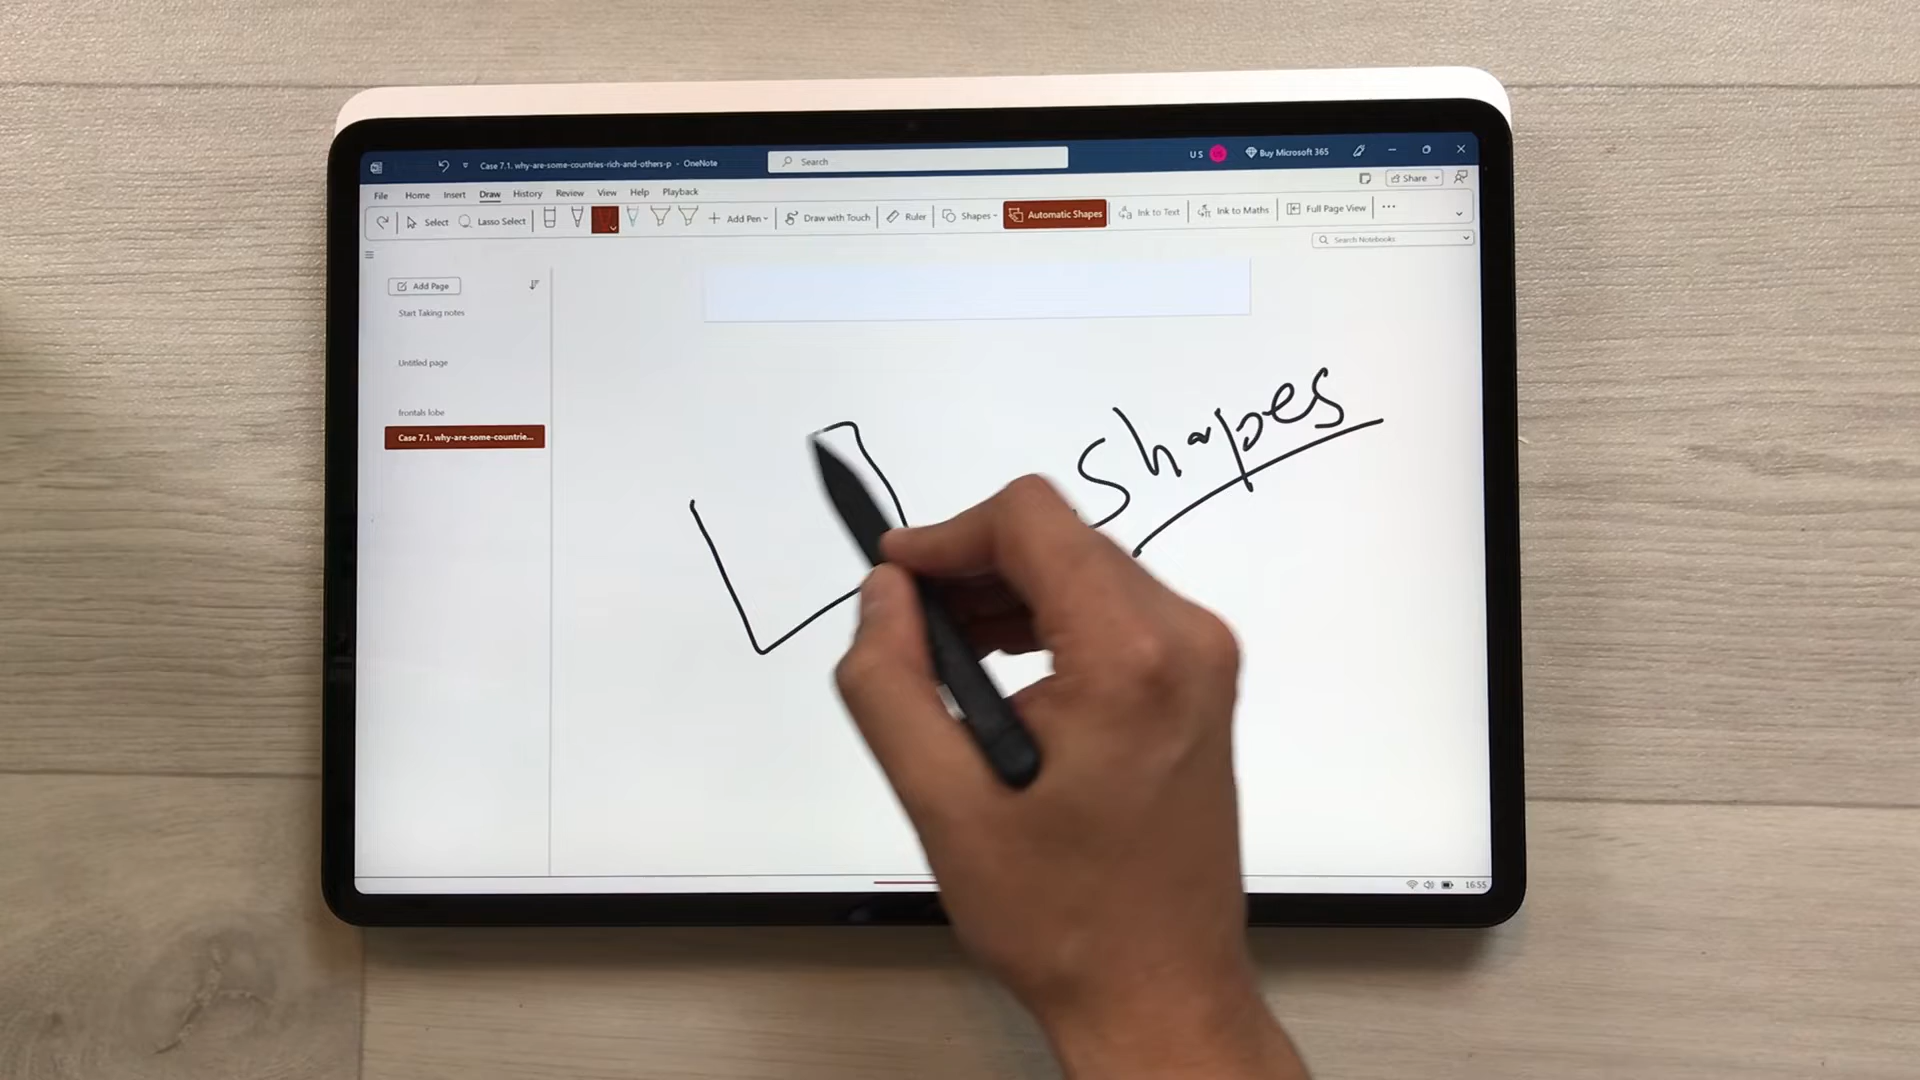 Case 7.1. why-are-some-countries-rich-and-others-p - OneNote
Search
U S
Buy Microsoft 365
File Home Insert Draw History Review View Help Playback
Share
Select
Lasso Select
Add Pen
Draw with Touch
Ruler
Shapes
Automatic Shapes
Ink to Text
Ink to Maths
Full Page View
Search Notebooks
Add Page
Start Taking notes
Untitled page
frontals lobe
Case 7.1. why-are-some-countrie...
Shapes
16:55